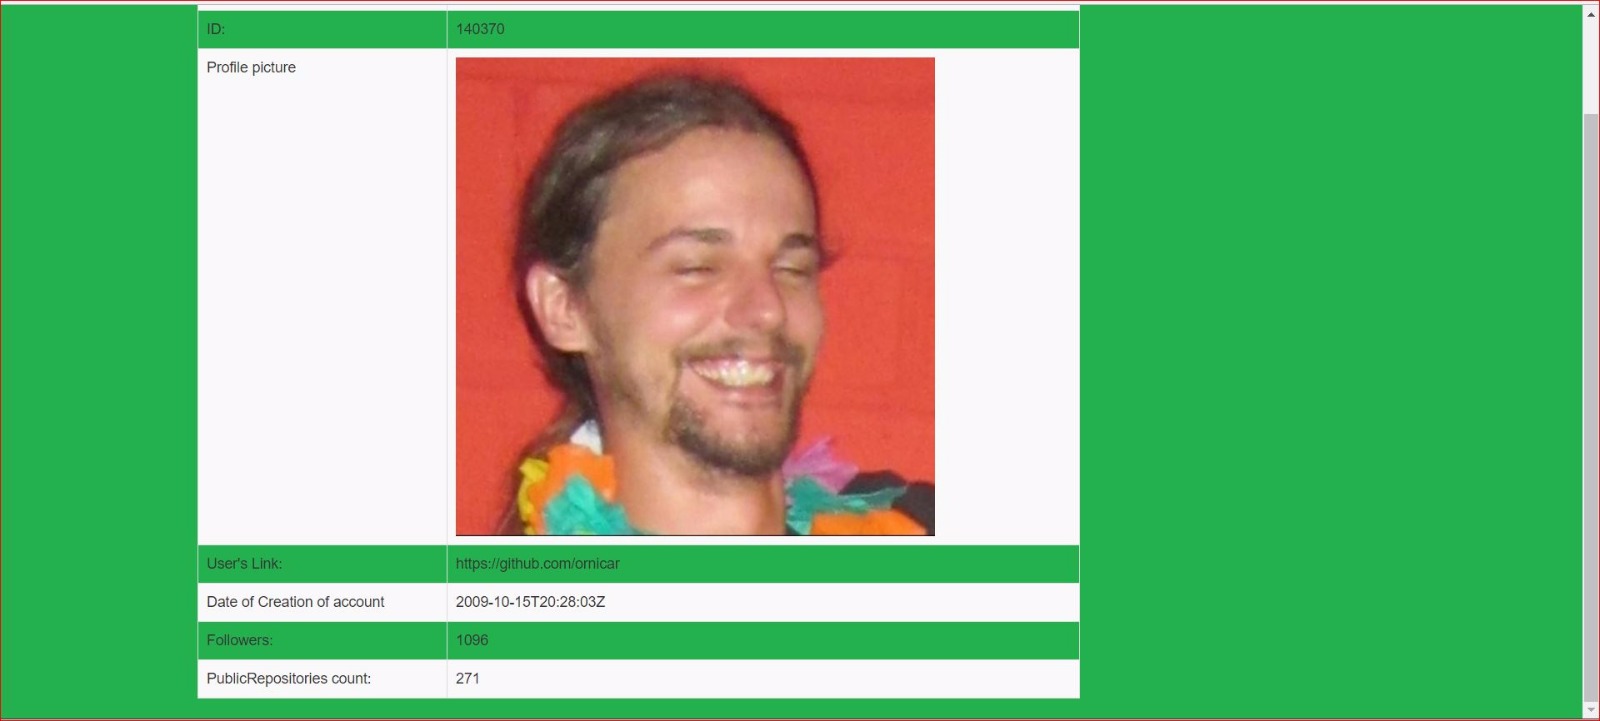 ID: 140370
Profile picture
User's Link: https://github.com/ornicar
Date of Creation of account 2009-10-15T20:28:03Z
Followers: 1096
PublicRepositories count: 271